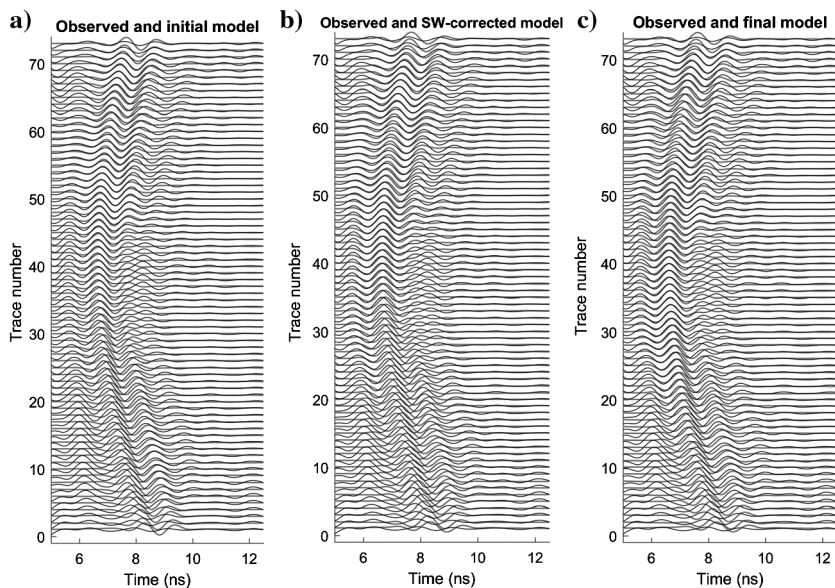 a) Observed and initial model
70
60
50
40
30
20
10
0
Trace number
6 8 10 12
Time (ns)
b) Observed and SW-corrected model
70
60
50
40
30
20
10
0
Trace number
6 8 10 12
Time (ns)
c) Observed and final model
70
60
50
40
30
20
10
0
Trace number
6 8 10 12
Time (ns)